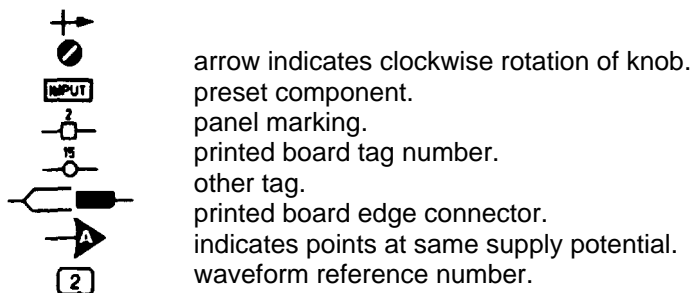 arrow indicates clockwise rotation of knob.
preset component.
INPUT
panel marking.
2
printed board tag number.
15
other tag.
printed board edge connector.
A
indicates points at same supply potential.
2
waveform reference number.